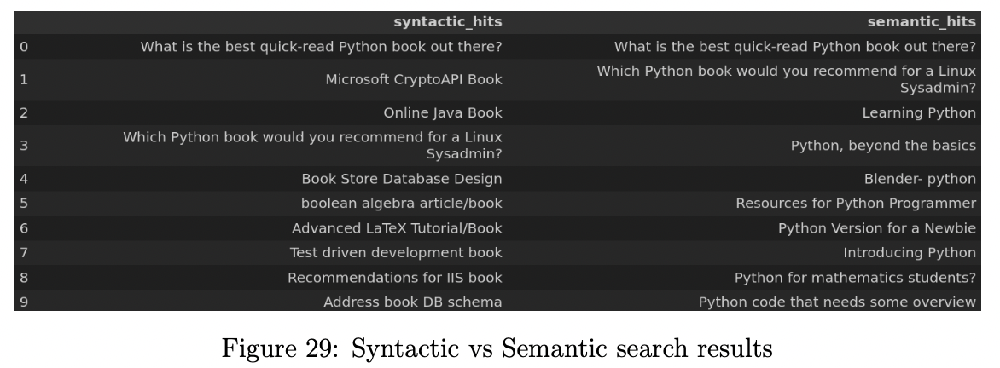 syntactic_hits semantic_hits
0 What is the best quick-read Python book out there? What is the best quick-read Python book out there?
1 Microsoft CryptoAPI Book Which Python book would you recommend for a Linux
Sysadmin?
2 Online Java Book Learning Python
3 Which Python book would you recommend for a Linux
Sysadmin? Python, beyond the basics
4 Book Store Database Design Blender- python
5 boolean algebra article/book Resources for Python Programmer
6 Advanced LaTeX Tutorial/Book Python Version for a Newbie
7 Test driven development book Introducing Python
8 Recommendations for IIS book Python for mathematics students?
9 Address book DB schema Python code that needs some overview
Figure 29: Syntactic vs Semantic search results